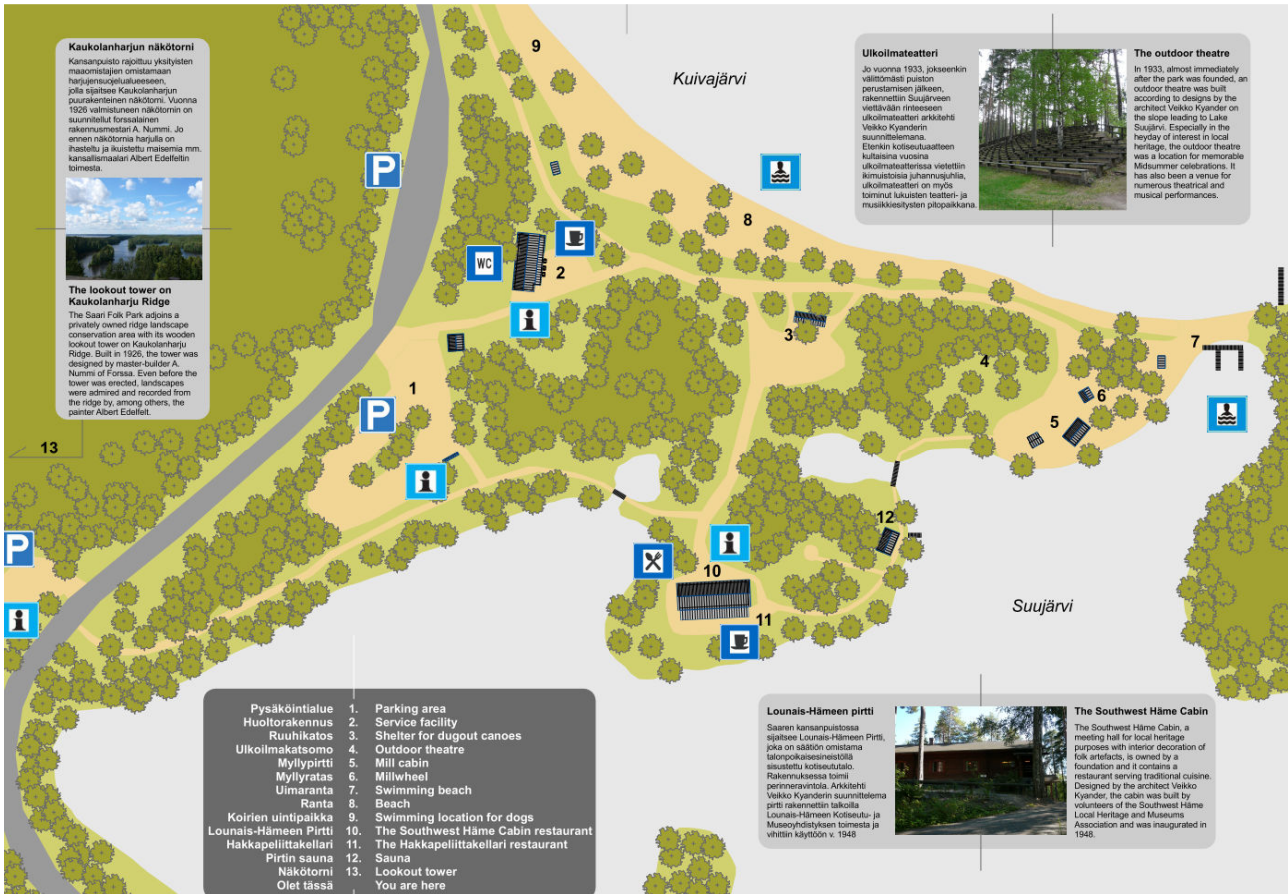 Kaukolanharjun näkötorni
Kansanpuisto rajoittuu yksityisten
maaomistajien omistamaan
harjujensuojelualueeseen,
jolla sijaitsee Kaukolanharjun
puurakenteinen näkötorni. Vuonna
1926 valmistuneen näkötornin on
suunnitellut forssalainen
rakennusmestari A. Nummi. Jo
ennen näkötornia harjulla on
ihasteltu ja ikuistettu maisemia mm.
kansallismaalari Albert Edelfeltin
toimesta.
The lookout tower on
Kaukolanharju Ridge
The Saari Folk Park adjoins a
privately owned ridge landscape
conservation area with its wooden
lookout tower on Kaukolanharju
Ridge. Built in 1926, the tower was
designed by master-builder A.
Nummi of Forssa. Even before the
tower was erected, landscapes
were admired and recorded from
the ridge by, among others, the
painter Albert Edelfelt.
Kuivajärvi
Ulkoilmateatteri
Jo vuonna 1933, jokseenkin
välittömästi puiston
perustamisen jälkeen,
rakennettiin Suujärveen
viettävään rinteeseen
ulkoilmateatteri arkkitehti
Veikko Kyanderin
suunnittelemana.
Etenkin kotiseutuaatteen
kultaisina vuosina
ulkoilmateatterissa vietettiin
ikimuistoisia juhannusjuhlia,
ulkoilmateatteri on myös
toiminut lukuisten teatteri- ja
musiikkiesitysten pitopaikkana.
The outdoor theatre
In 1933, almost immediately
after the park was founded, an
outdoor theatre was built
according to designs by the
architect Veikko Kyander on
the slope leading to Lake
Suujärvi. Especially in the
heyday of interest in local
heritage, the outdoor theatre
was a location for memorable
Midsummer celebrations. It
has also been a venue for
numerous theatrical and
musical performances.
9
P
8
WC
2
i
3
7
4
1
P
6
5
13
i
12
P
i
10
i
11
Suujärvi
Pysäköintialue 1. Parking area
Huoltorakennus 2. Service facility
Ruuhikatos 3. Shelter for dugout canoes
Ulkoilmakatsomo 4. Outdoor theatre
Myllypirtti 5. Mill cabin
Myllyratas 6. Millwheel
Uimaranta 7. Swimming beach
Ranta 8. Beach
Koirien uintipaikka 9. Swimming location for dogs
Lounais-Hämeen Pirtti 10. The Southwest Häme Cabin restaurant
Hakkapeliittakellari 11. The Hakkapeliittakellari restaurant
Pirtin sauna 12. Sauna
Näkötorni 13. Lookout tower
Olet tässä You are here
Lounais-Hämeen pirtti
Saaren kansanpuistossa
sijaitsee Lounais-Hämeen Pirtti,
joka on säätiön omistama
talonpoikaisesineistöllä
sisustettu kotiseututalo.
Rakennuksessa toimii
perinneravintola. Arkkitehti
Veikko Kyanderin suunnittelema
pirtti rakennettiin talkoilla
Lounais-Hämeen Kotiseutu- ja
Museoyhdistyksen toimesta ja
vihittiin käyttöön v. 1948
The Southwest Häme Cabin
The Southwest Häme Cabin, a
meeting hall for local heritage
purposes with interior decoration of
folk artefacts, is owned by a
foundation and it contains a
restaurant serving traditional cuisine.
Designed by the architect Veikko
Kyander, the cabin was built by
volunteers of the Southwest Häme
Local Heritage and Museums
Association and was inaugurated in
1948.